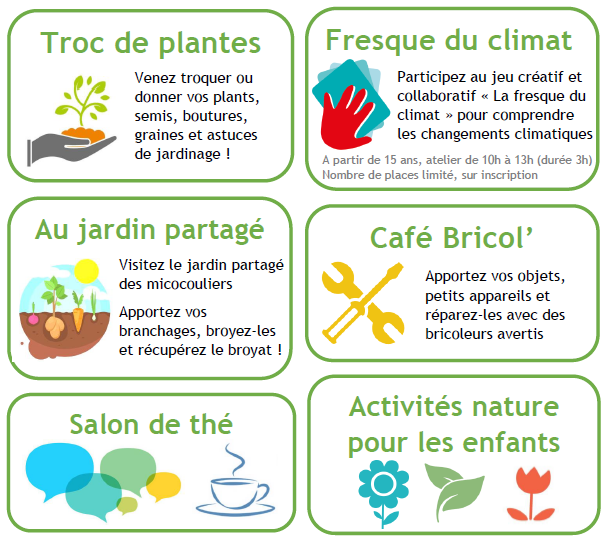 Troc de plantes
Venez troquer ou
donner vos plants,
semis, boutures,
graines et astuces
de jardinage !
Fresque du climat
Participez au jeu créatif et
collaboratif « La fresque du
climat » pour comprendre
les changements climatiques
A partir de 15 ans, atelier de 10h à 13h (durée 3h)
Nombre de places limité, sur inscription
Au jardin partagé
Visitez le jardin partagé
des micocouliers
Apportez vos
branchages, broyez-les
et récupérez le broyat !
Café Bricol’
Apportez vos objets,
petits appareils et
réparez-les avec des
bricoleurs avertis
Salon de thé
Activités nature
pour les enfants